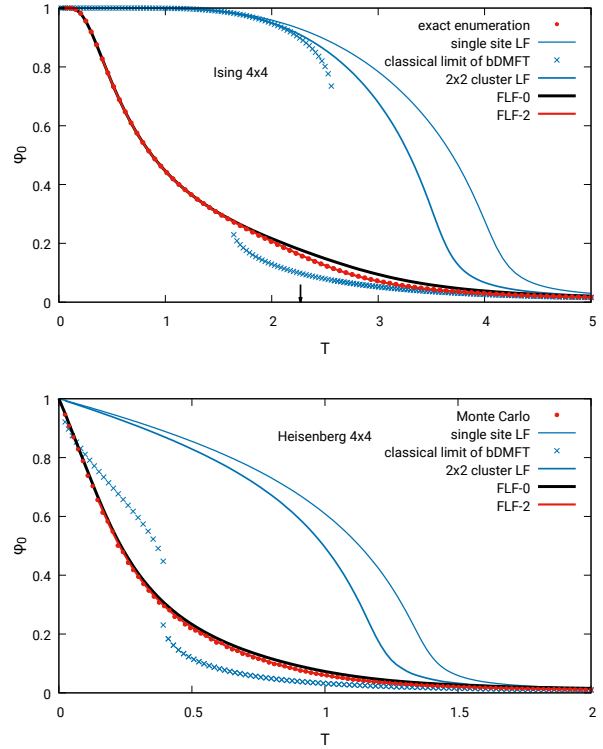 exact enumeration
single site LF
classical limit of bDMFT
2x2 cluster LF
FLF-0
FLF-2
Ising 4x4
φ0
1
0.8
0.6
0.4
0.2
0
0 1 2 3 4 5
T
Monte Carlo
single site LF
classical limit of bDMFT
2x2 cluster LF
FLF-0
FLF-2
Heisenberg 4x4
φ0
1
0.8
0.6
0.4
0.2
0
0 0.5 1 1.5 2
T